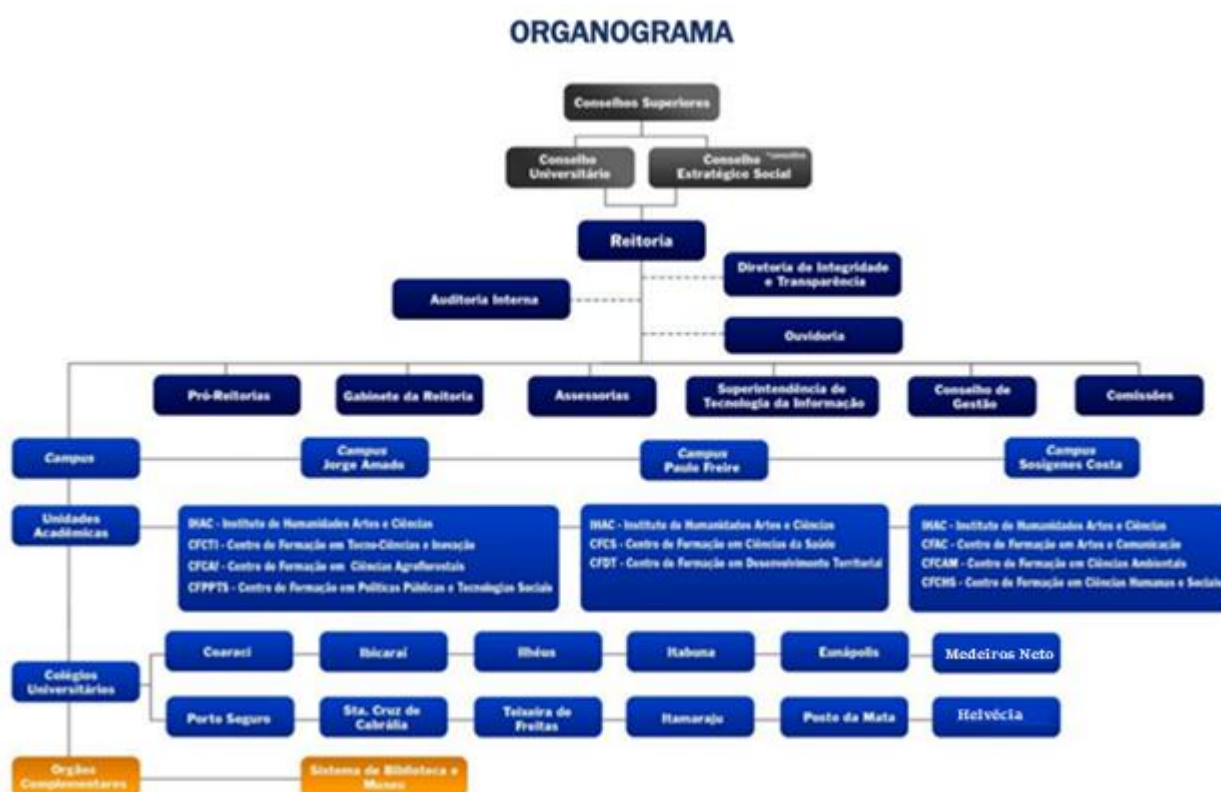 ORGANOGRAMA
Conselhos Superiores
Conselho
Universitário
Conselho
Estratégico Social
Reitoria
Diretoria de Integridade
e Transparência
Auditoria Interna
Ouvidoria
Pró-Reitorias
Gabinete da Reitoria
Assessorias
Superintendência de
Tecnologia da Informação
Conselho de
Gestão
Comissões
Campus
Campus
Jorge Amado
Campus
Paulo Freire
Campus
Sosígenes Costa
Unidades
Acadêmicas
IHAC - Instituto de Humanidades Artes e Ciências
CFCTI - Centro de Formação em Tecno-Ciências e Inovação
CFCAF - Centro de Formação em Ciências Agroflorestais
CFPPTS - Centro de Formação em Políticas Públicas e Tecnologias Sociais
IHAC - Instituto de Humanidades Artes e Ciências
CFCS - Centro de Formação em Ciências da Saúde
CFDT - Centro de Formação em Desenvolvimento Territorial
IHAC - Instituto de Humanidades Artes e Ciências
CFAC - Centro de Formação em Artes e Comunicação
CFCAM - Centro de Formação em Ciências Ambientais
CFCHS - Centro de Formação em Ciências Humanas e Sociais
Colégios
Universitários
Coaraci
Ibicaraí
Ilhéus
Itabuna
Eunápolis
Medeiros Neto
Porto Seguro
Sta. Cruz de
Cabrália
Teixeira de
Freitas
Itamaraju
Posto da Mata
Helvécia
Orgãos
Complementares
Sistema de Biblioteca e
Museu